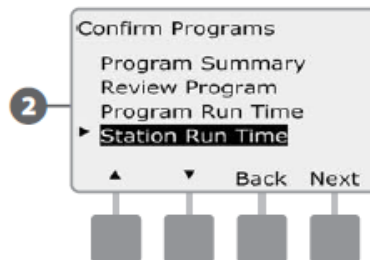 Confirm Programs
Program Summary
Review Program
Program Run Time
2
► Station Run Time
▲ ▼ Back Next